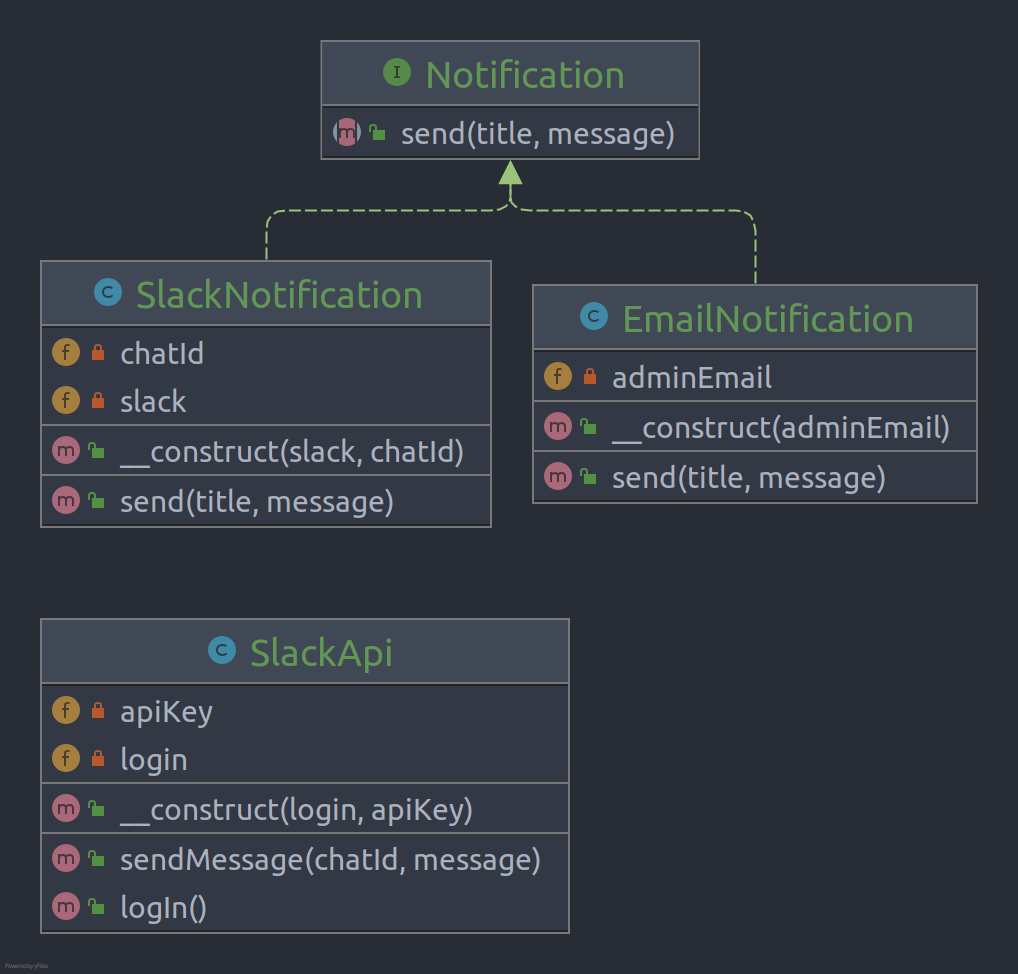 Notification
send(title, message)
SlackNotification
chatId
slack
__construct(slack, chatId)
send(title, message)
EmailNotification
adminEmail
__construct(adminEmail)
send(title, message)
SlackApi
apiKey
login
__construct(login, apiKey)
sendMessage(chatId, message)
logIn()
Powered by yFiles